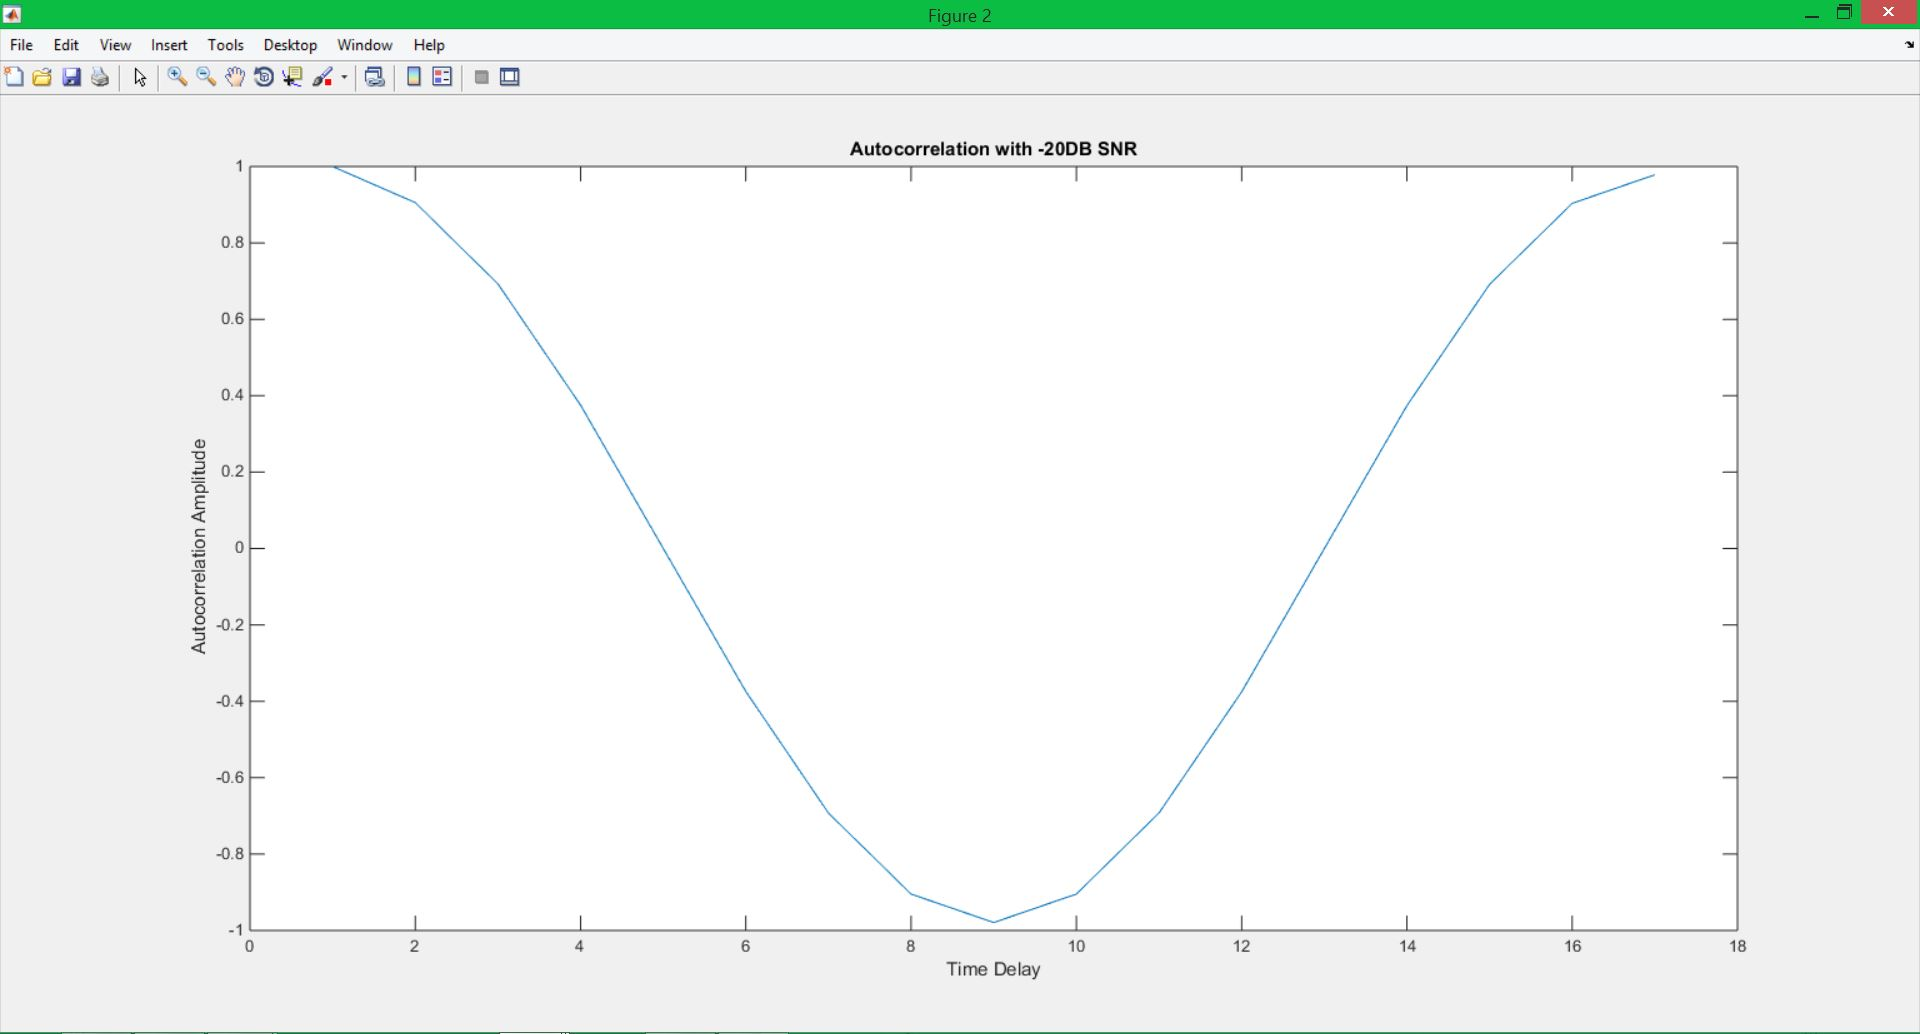 Figure 2
File Edit View Insert Tools Desktop Window Help
Autocorrelation with -20DB SNR
1
0.8
0.6
0.4
0.2
0
-0.2
-0.4
-0.6
-0.8
-1
Autocorrelation Amplitude
0 2 4 6 8 10 12 14 16 18
Time Delay